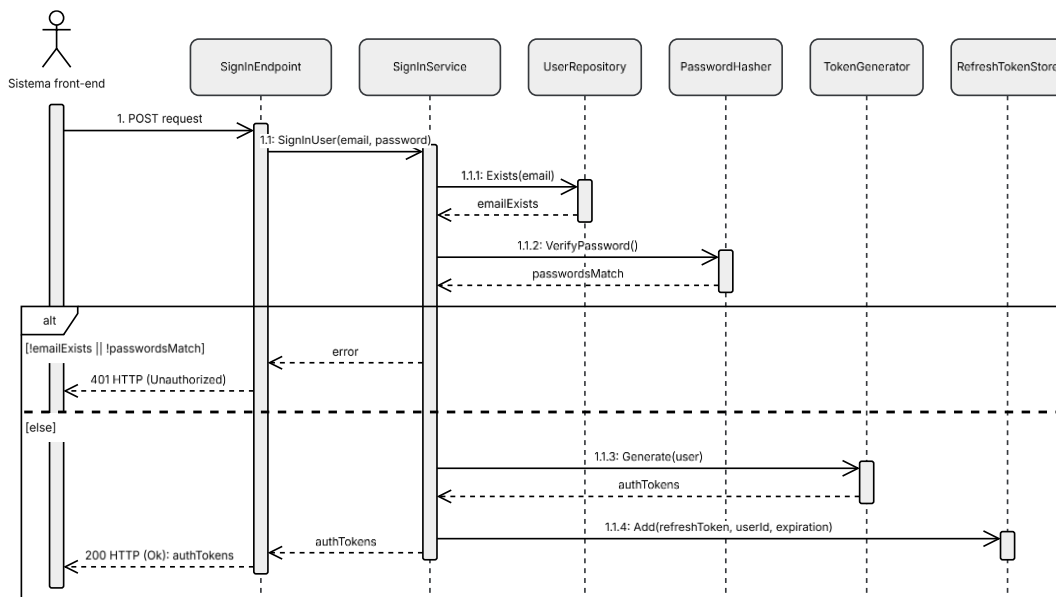 Sistema front-end
SignInEndpoint
SignInService
UserRepository
PasswordHasher
TokenGenerator
RefreshTokenStore
1. POST request
1.1: SignInUser(email, password)
1.1.1: Exists(email)
emailExists
1.1.2: VerifyPassword()
passwordsMatch
alt
[!emailExists || !passwordsMatch]
error
401 HTTP (Unauthorized)
[else]
1.1.3: Generate(user)
authTokens
1.1.4: Add(refreshToken, userId, expiration)
authTokens
200 HTTP (Ok): authTokens